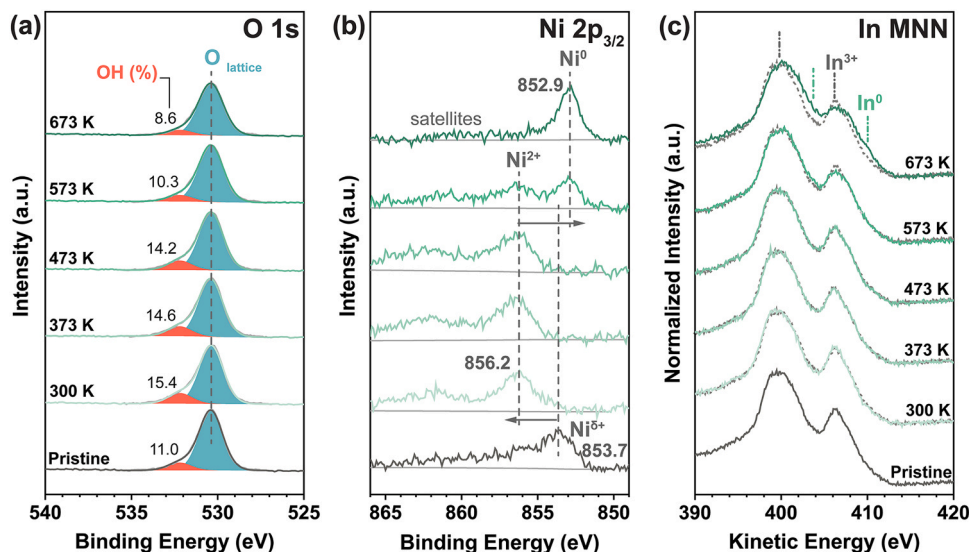 (a)
O 1s
O lattice
OH (%)
673 K
8.6
573 K
10.3
473 K
14.2
373 K
14.6
300 K
15.4
Pristine
11.0
540
535
530
525
Binding Energy (eV)
Intensity (a.u.)
(b)
Ni 2p3/2
Ni0
852.9
satellites
Ni2+
856.2
Niδ+
853.7
865
860
855
850
Binding Energy (eV)
Intensity (a.u.)
(c)
In MNN
In3+
In0
673 K
573 K
473 K
373 K
300 K
Pristine
390
400
410
420
Kinetic Energy (eV)
Normalized Intensity (a.u.)